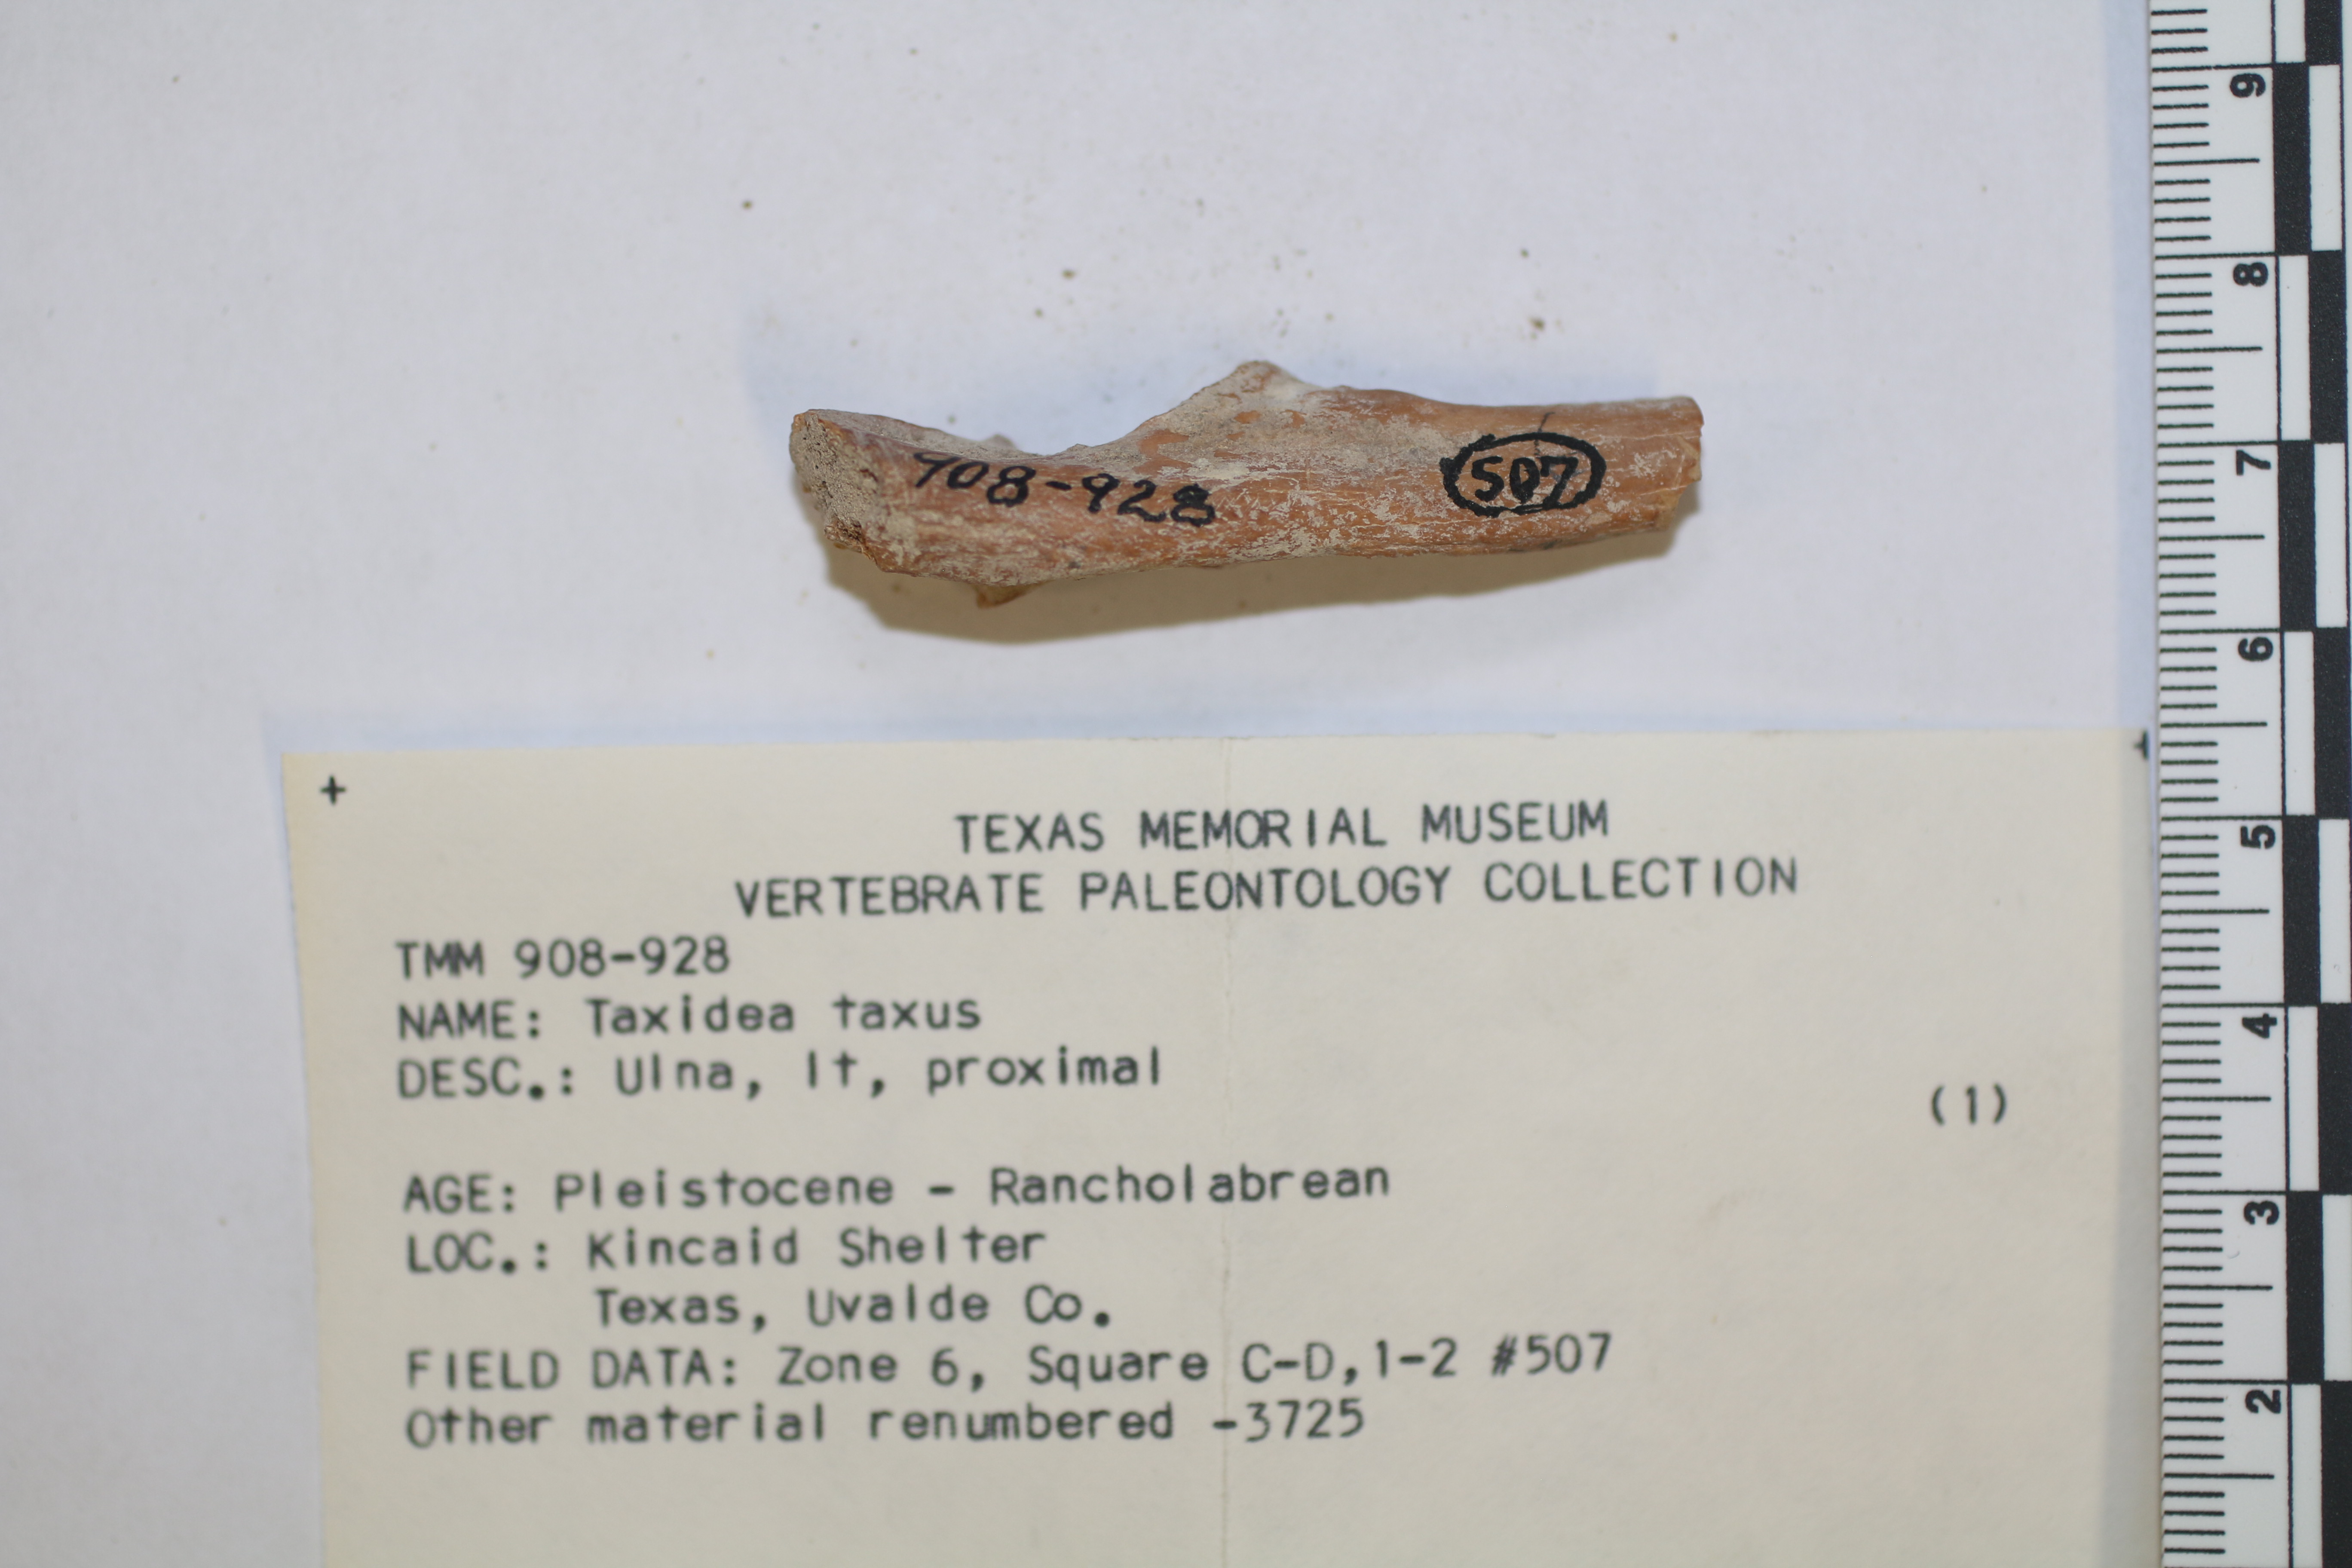 908-928
507
TEXAS MEMORIAL MUSEUM
VERTEBRATE PALEONTOLOGY COLLECTION
TMM 908-928
NAME: Taxidea taxus
DESC.: Ulna, lt, proximal
(1)
AGE: Pleistocene - Rancholabrean
LOC.: Kincaid Shelter
Texas, Uvalde Co.
FIELD DATA: Zone 6, Square C-D,1-2 #507
Other material renumbered -3725
9
8
7
6
5
4
3
2